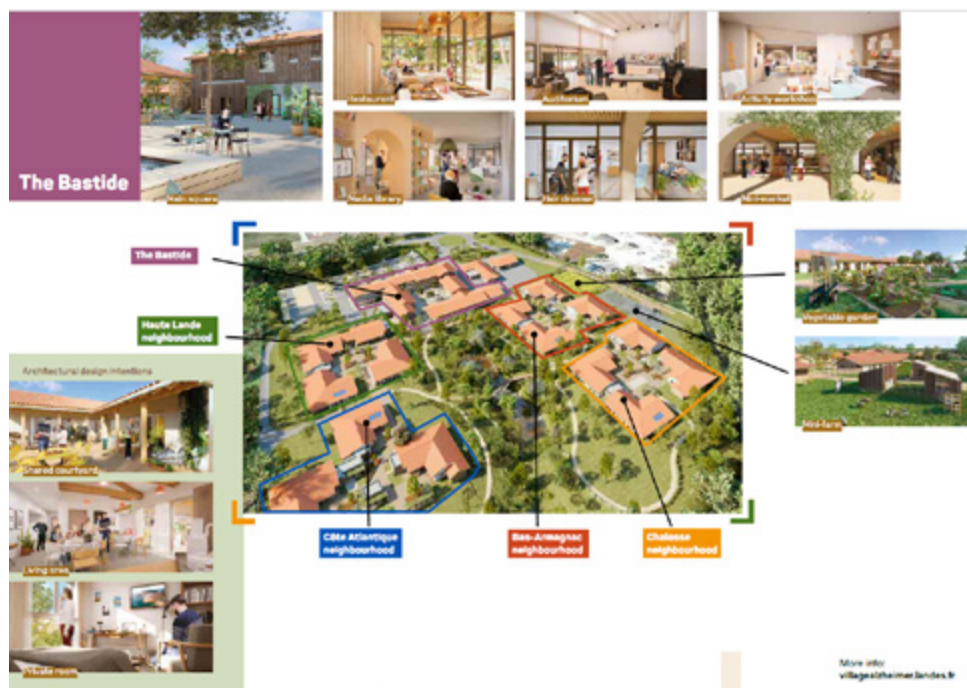 The Bastide
Main square
Restaurant
Auditorium
Activity workshop
Media library
Hair dresser
Mini-market
The Bastide
Haute Lande
neighbourhood
Vegetable garden
Mini-farm
Architectural design intentions
Shared courtyard
Living area
Private room
Côte Atlantique
neighbourhood
Bas-Armagnac
neighbourhood
Chalosse
neighbourhood
More info:
villagealzheimer.landes.fr